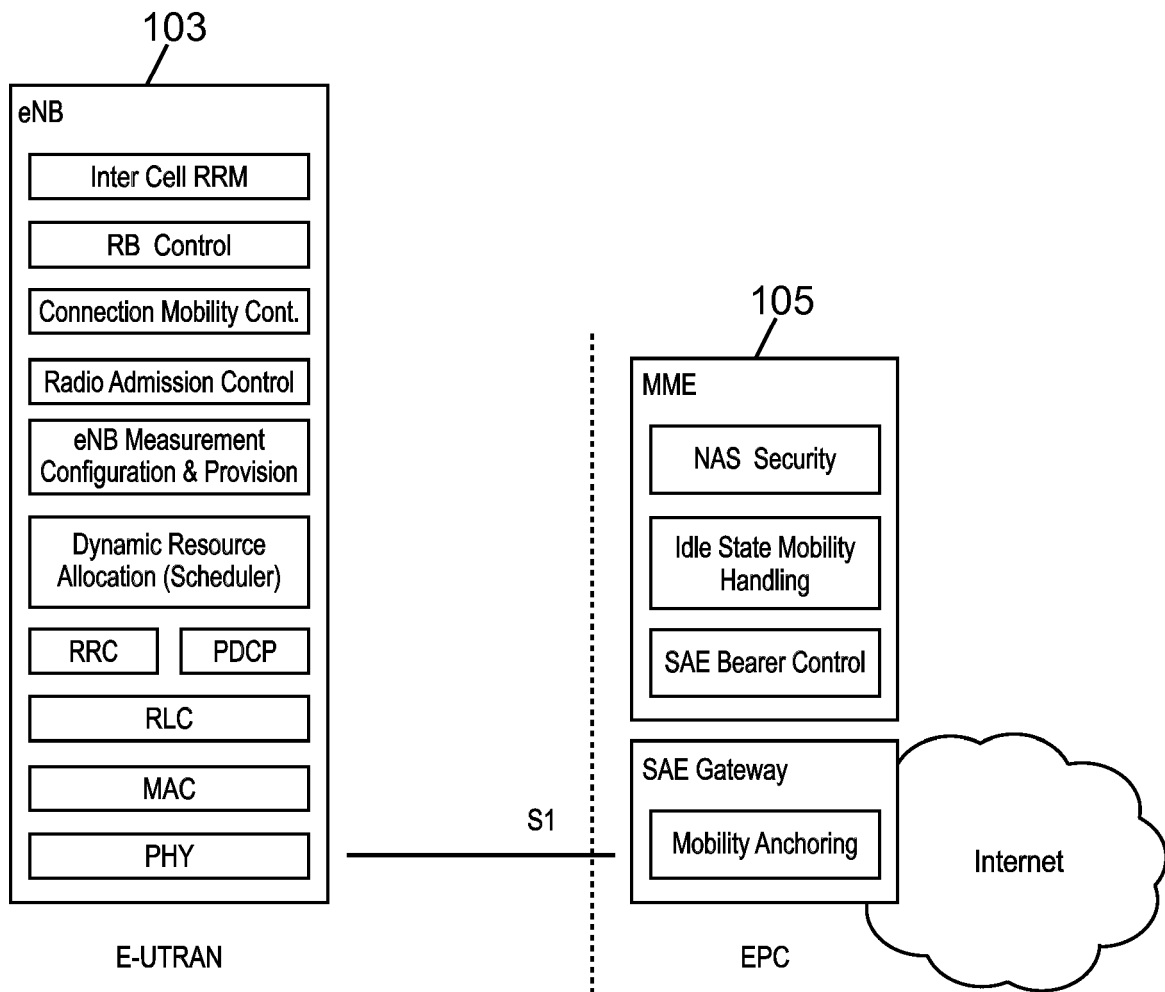 103
eNB
Inter Cell RRM
RB Control
Connection Mobility Cont.
Radio Admission Control
eNB Measurement
Configuration & Provision
Dynamic Resource
Allocation (Scheduler)
RRC
PDCP
RLC
MAC
PHY
E-UTRAN
S1
105
MME
NAS Security
Idle State Mobility
Handling
SAE Bearer Control
SAE Gateway
Mobility Anchoring
EPC
Internet